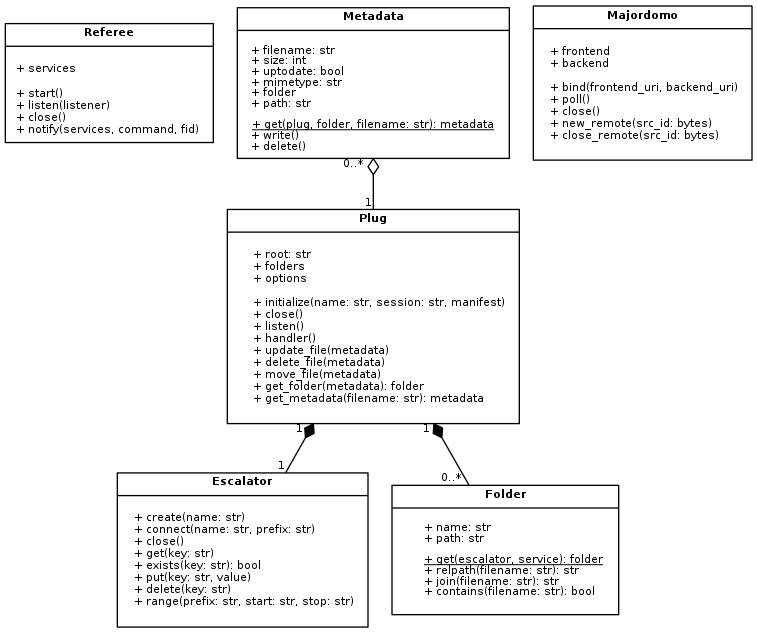 Referee
+ services
+ start()
+ listen(listener)
+ close()
+ notify(services, command, fid)
Metadata
+ filename: str
+ size: int
+ uptodate: bool
+ mimetype: str
+ folder
+ path: str
+ get(plug, folder, filename: str): metadata
+ write()
+ delete()
Majordomo
+ frontend
+ backend
+ bind(frontend_uri, backend_uri)
+ poll()
+ close()
+ new_remote(src_id: bytes)
+ close_remote(src_id: bytes)
0..*
1
Plug
+ root: str
+ folders
+ options
+ initialize(name: str, session: str, manifest)
+ close()
+ listen()
+ handler()
+ update_file(metadata)
+ delete_file(metadata)
+ move_file(metadata)
+ get_folder(metadata): folder
+ get_metadata(filename: str): metadata
1
1
1
0..*
Escalator
+ create(name: str)
+ connect(name: str, prefix: str)
+ close()
+ get(key: str)
+ exists(key: str): bool
+ put(key: str, value)
+ delete(key: str)
+ range(prefix: str, start: str, stop: str)
Folder
+ name: str
+ path: str
+ get(escalator, service): folder
+ relpath(filename: str): str
+ join(filename: str): str
+ contains(filename: str): bool